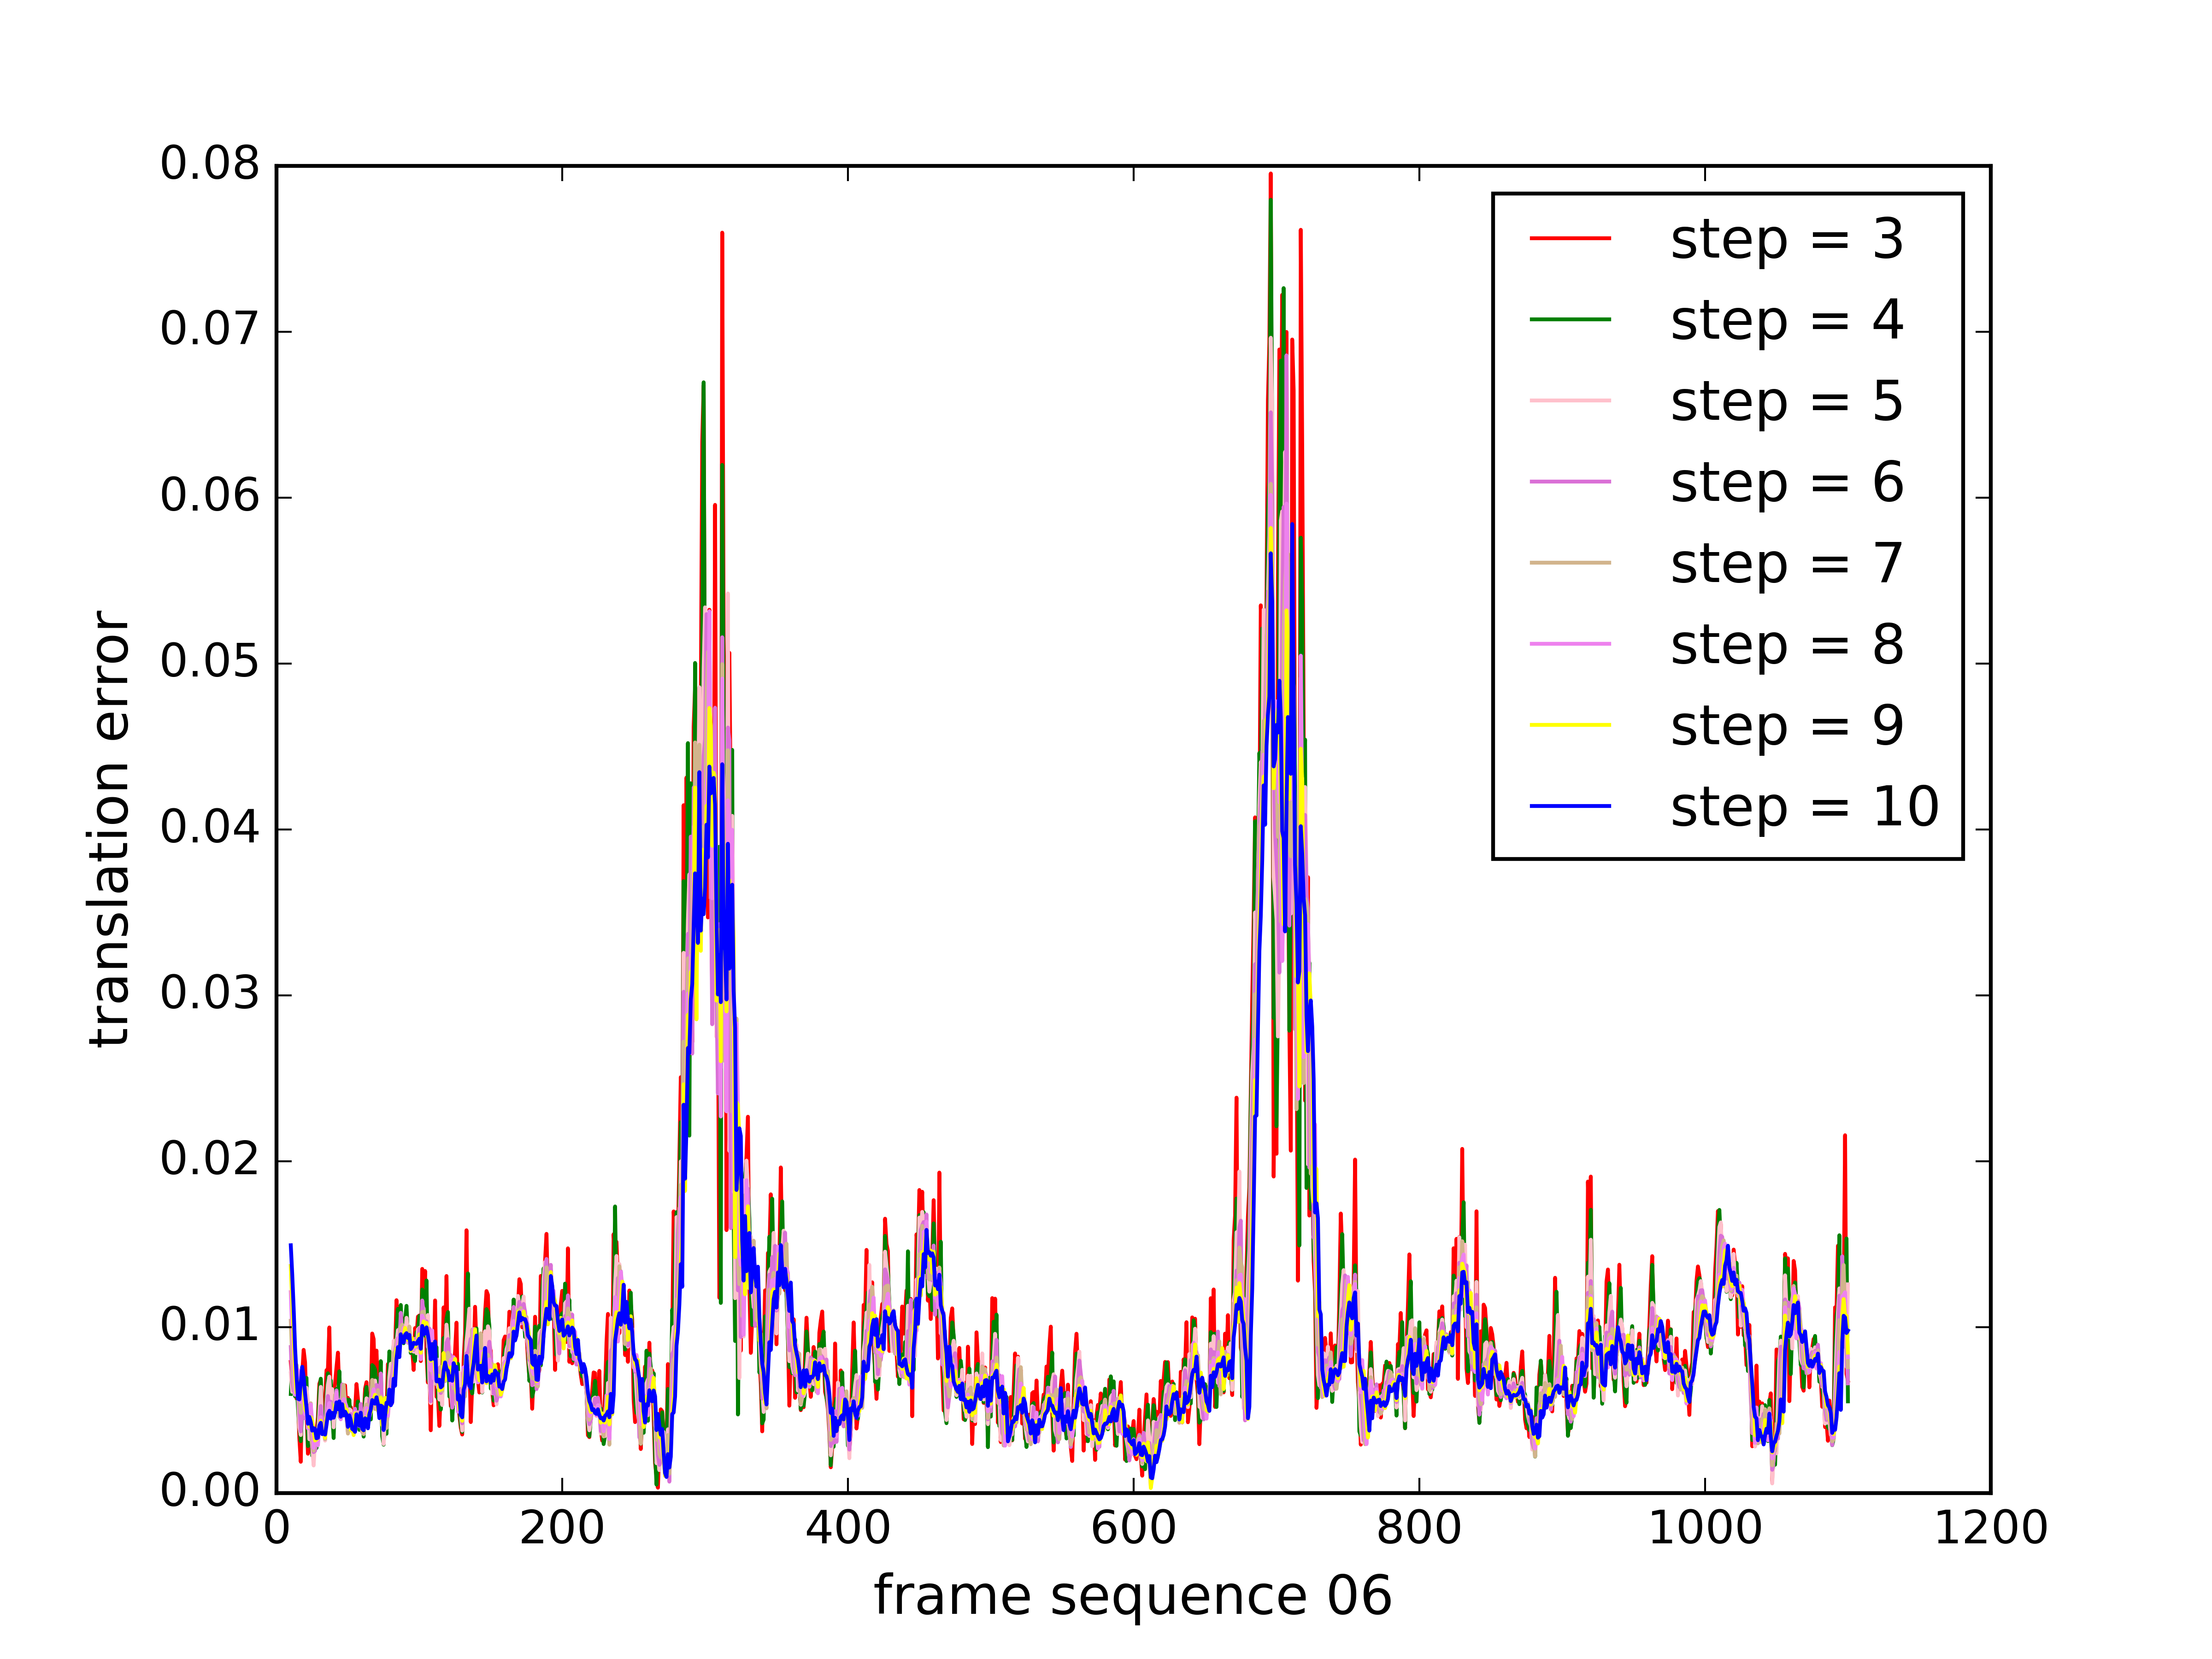 0.08
0.07
0.06
0.05
0.04
0.03
0.02
0.01
0.00
translation error
0 200 400 600 800 1000 1200
frame sequence 06
step = 3
step = 4
step = 5
step = 6
step = 7
step = 8
step = 9
step = 10